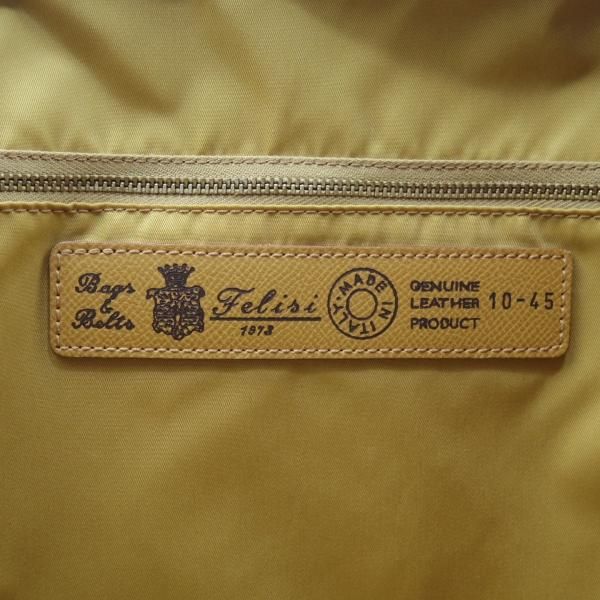 Bags
&
Belts
Felisi
1973
MADE IN ITALY
GENUINE
LEATHER
PRODUCT
10-45